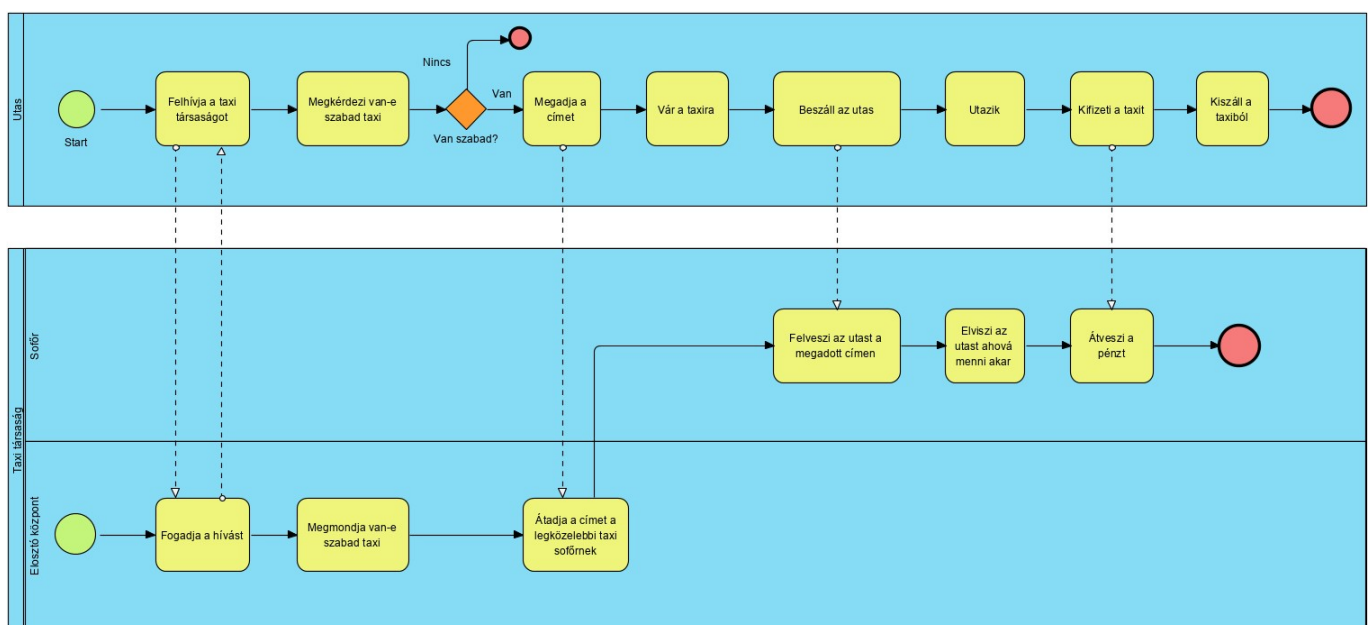 Utas
Start
Felhívja a taxi
társaságot
Megkérdezi van-e
szabad taxi
Nincs
Van szabad?
Van
Megadja a
címet
Vár a taxira
Beszáll az utas
Utazik
Kifizeti a taxit
Kiszáll a
taxiból
Taxi társaság
Sofőr
Felveszi az utast a
megadott címen
Elviszi az
utast ahová
menni akar
Átveszi a
pénzt
Elosztó központ
Fogadja a hívást
Megmondja van-e
szabad taxi
Átadja a címet a
legközelebbi taxi
sofőrnek